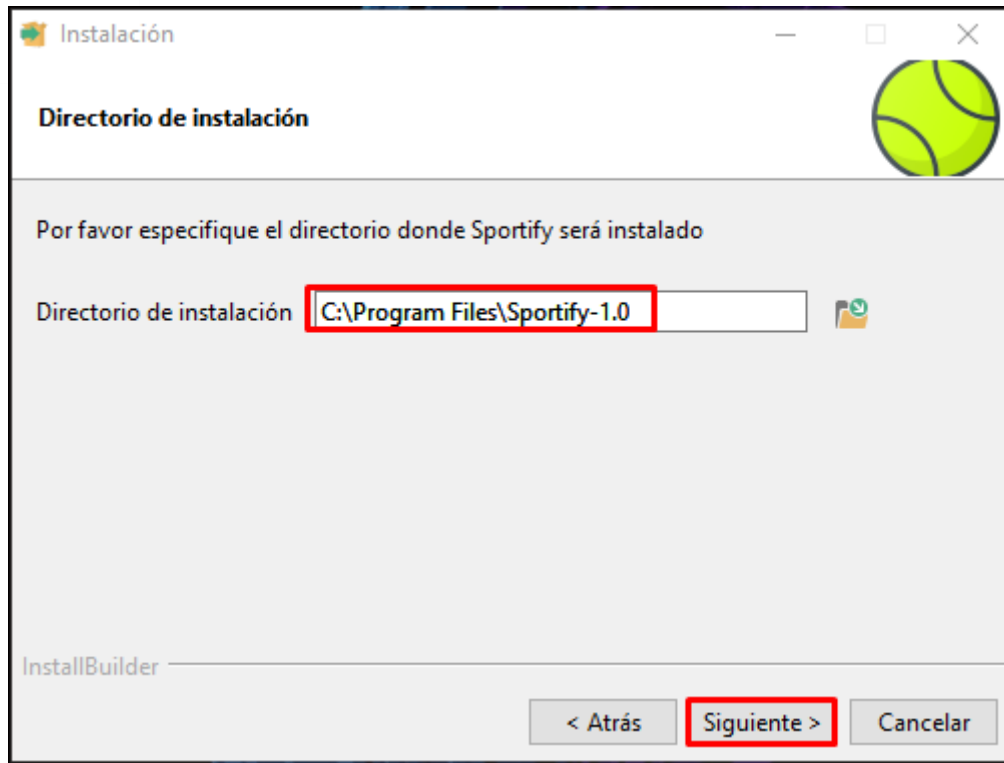 Instalación
Directorio de instalación
Por favor especifique el directorio donde Sportify será instalado
Directorio de instalación C:\Program Files\Sportify-1.0
InstallBuilder
< Atrás Siguiente > Cancelar